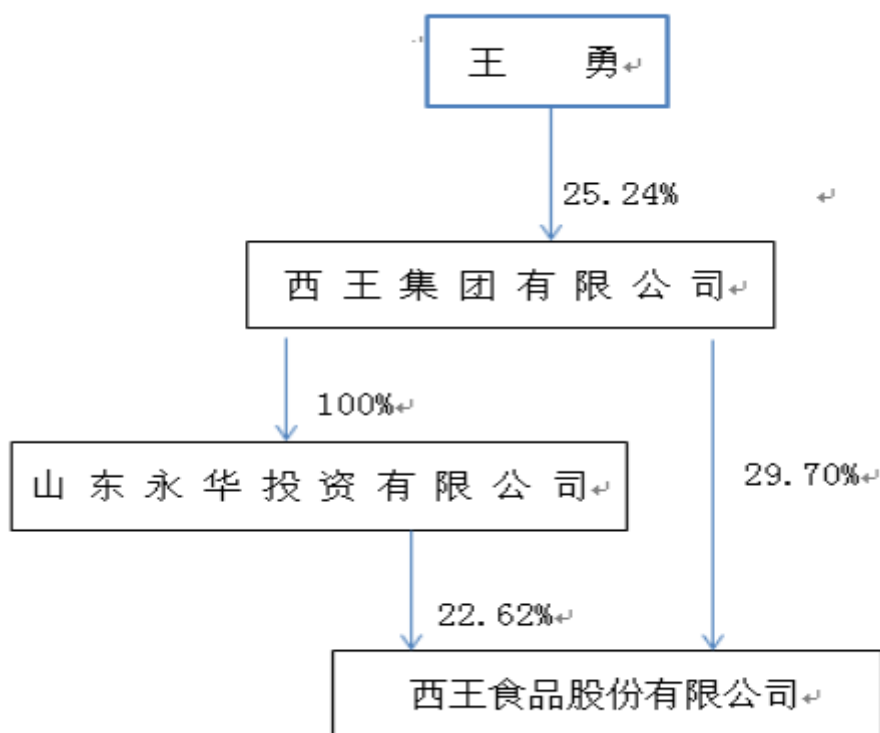 王 勇
25.24%
西王集团有限公司
100%
山东永华投资有限公司
29.70%
22.62%
西王食品股份有限公司